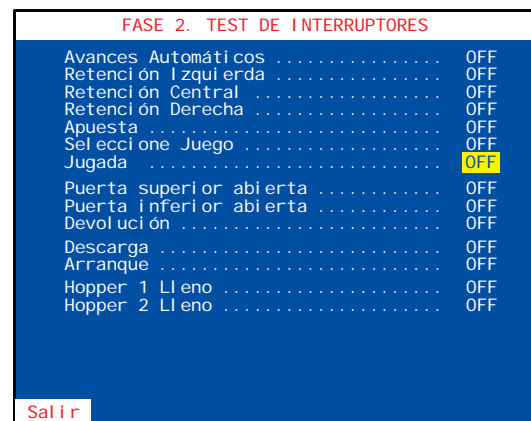 FASE 2. TEST DE INTERRUPTORES
Avances Automáticos ................ OFF
Retención Izquierda ................ OFF
Retención Central .................. OFF
Retención Derecha .................. OFF
Apuesta ............................ OFF
Seleccione Juego ................... OFF
Jugada ............................ OFF
Puerta superior abierta ............ OFF
Puerta inferior abierta ............ OFF
Devolución ......................... OFF
Descarga ........................... OFF
Arranque ........................... OFF
Hopper 1 Lleno ..................... OFF
Hopper 2 Lleno ..................... OFF
Salir